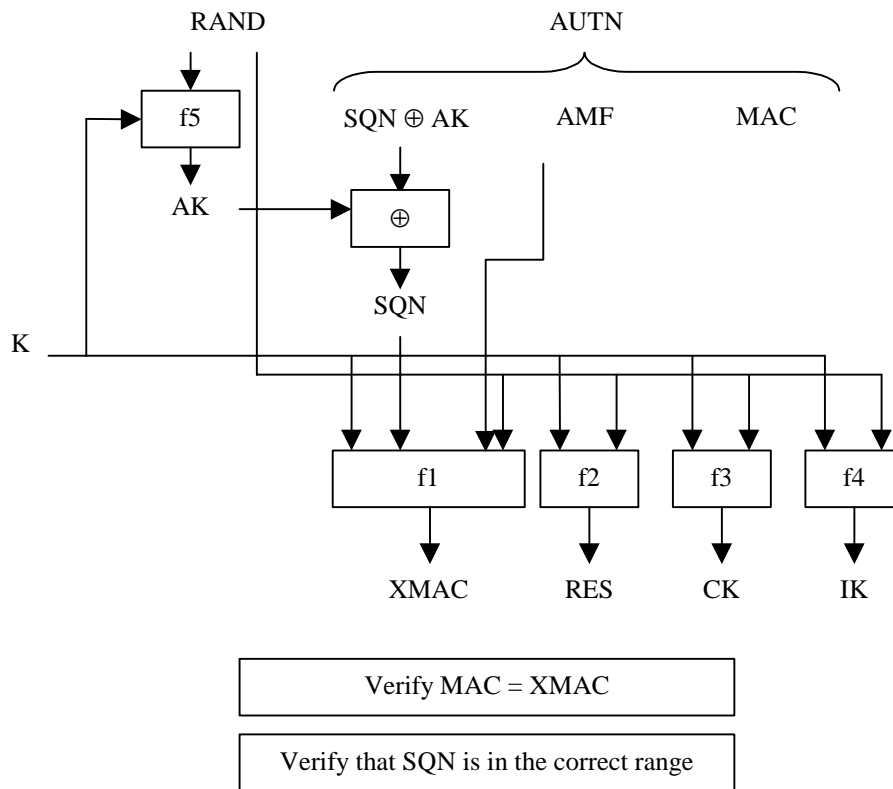 RAND AUTN
f5 SQN ⊕ AK AMF MAC
AK ⊕
SQN
K
f1 f2 f3 f4
XMAC RES CK IK
Verify MAC = XMAC
Verify that SQN is in the correct range